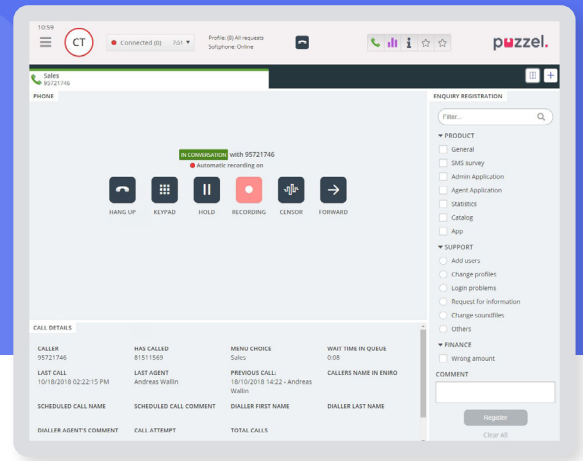 10:59
CT
Connected (0)
Profile: (8) All requests
Softphone: Online
puzzel.
Sales
95721746
PHONE
IN CONVERSATION with 95721746
Automatic recording on
HANG UP
KEYPAD
HOLD
RECORDING
CENSOR
FORWARD
CALL DETAILS
CALLER
95721746
HAS CALLED
81511569
MENU CHOICE
Sales
WAIT TIME IN QUEUE
0:08
LAST CALL
10/18/2018 02:22:15 PM
LAST AGENT
Andreas Wallin
PREVIOUS CALL:
18/10/2018 14:22 - Andreas
Wallin
CALLERS NAME IN ENIRO
SCHEDULED CALL NAME
SCHEDULED CALL COMMENT
DIALLER FIRST NAME
DIALLER LAST NAME
DIALLER AGENT'S COMMENT
CALL ATTEMPT
TOTAL CALLS
ENQUIRY REGISTRATION
Filter...
PRODUCT
General
SMS survey
Admin Application
Agent Application
Statistics
Catalog
App
SUPPORT
Add users
Change profiles
Login problems
Request for information
Change soundfiles
Others
FINANCE
Wrong amount
COMMENT
Register
Clear All